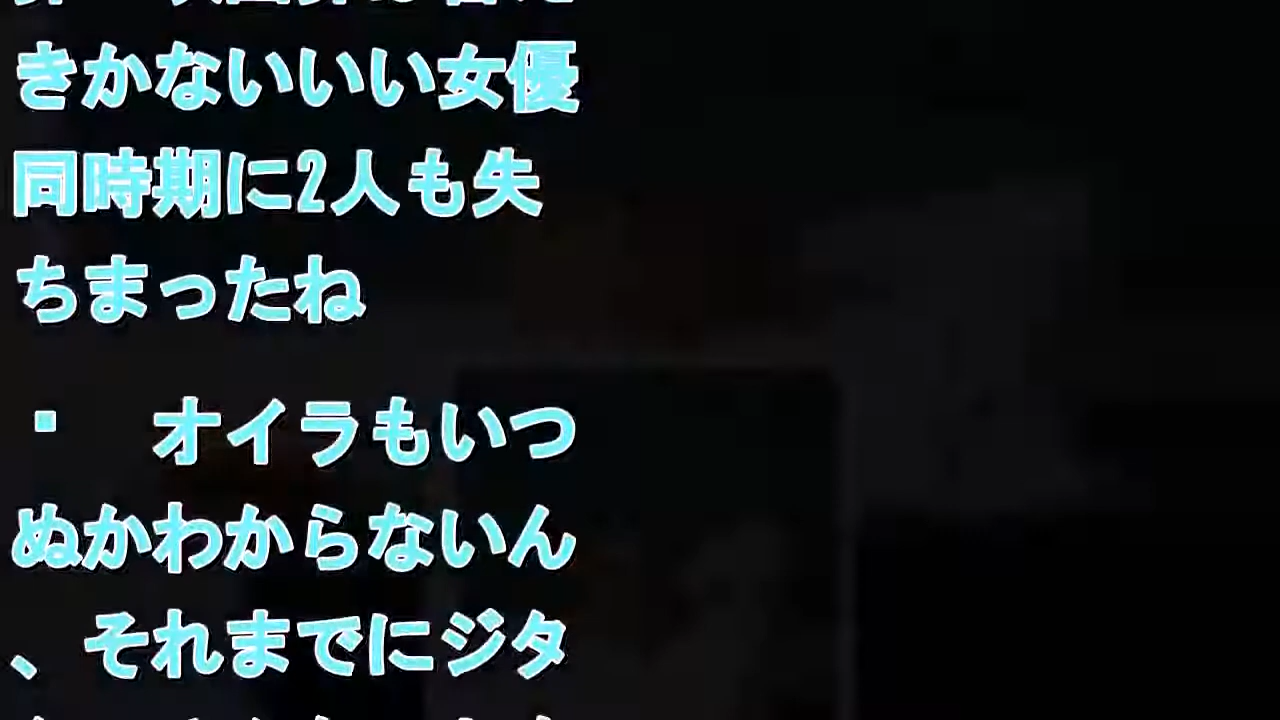 きかないいい女優
同時期に2人も失
ちまったね
・　オイラもいつ
ぬかわからないん
、それまでにジタ